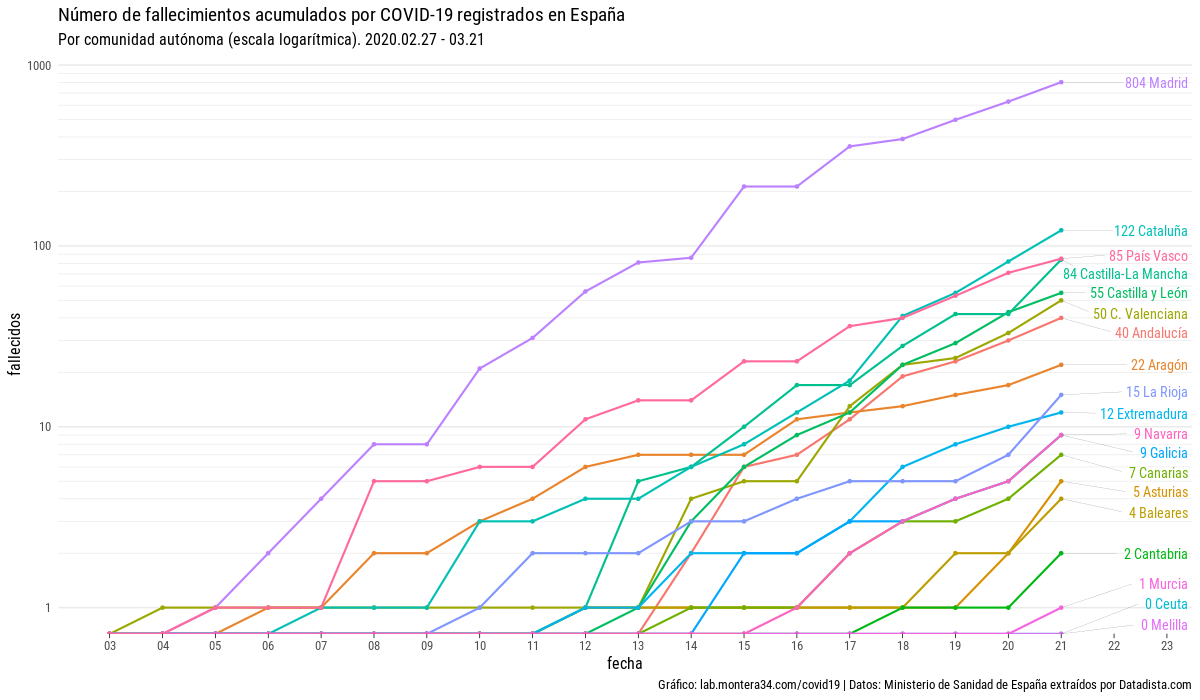 Número de fallecimientos acumulados por COVID-19 registrados en España
Por comunidad autónoma (escala logarítmica). 2020.02.27 - 03.21
1000
100
10
1
fallecidos
804 Madrid
122 Cataluña
85 País Vasco
84 Castilla-La Mancha
55 Castilla y León
50 C. Valenciana
40 Andalucía
22 Aragón
15 La Rioja
12 Extremadura
9 Navarra
9 Galicia
7 Canarias
5 Asturias
4 Baleares
2 Cantabria
1 Murcia
0 Ceuta
0 Melilla
03 04 05 06 07 08 09 10 11 12 13 14 15 16 17 18 19 20 21 22 23
fecha
Gráfico: lab.montera34.com/covid19 | Datos: Ministerio de Sanidad de España extraídos por Datadista.com